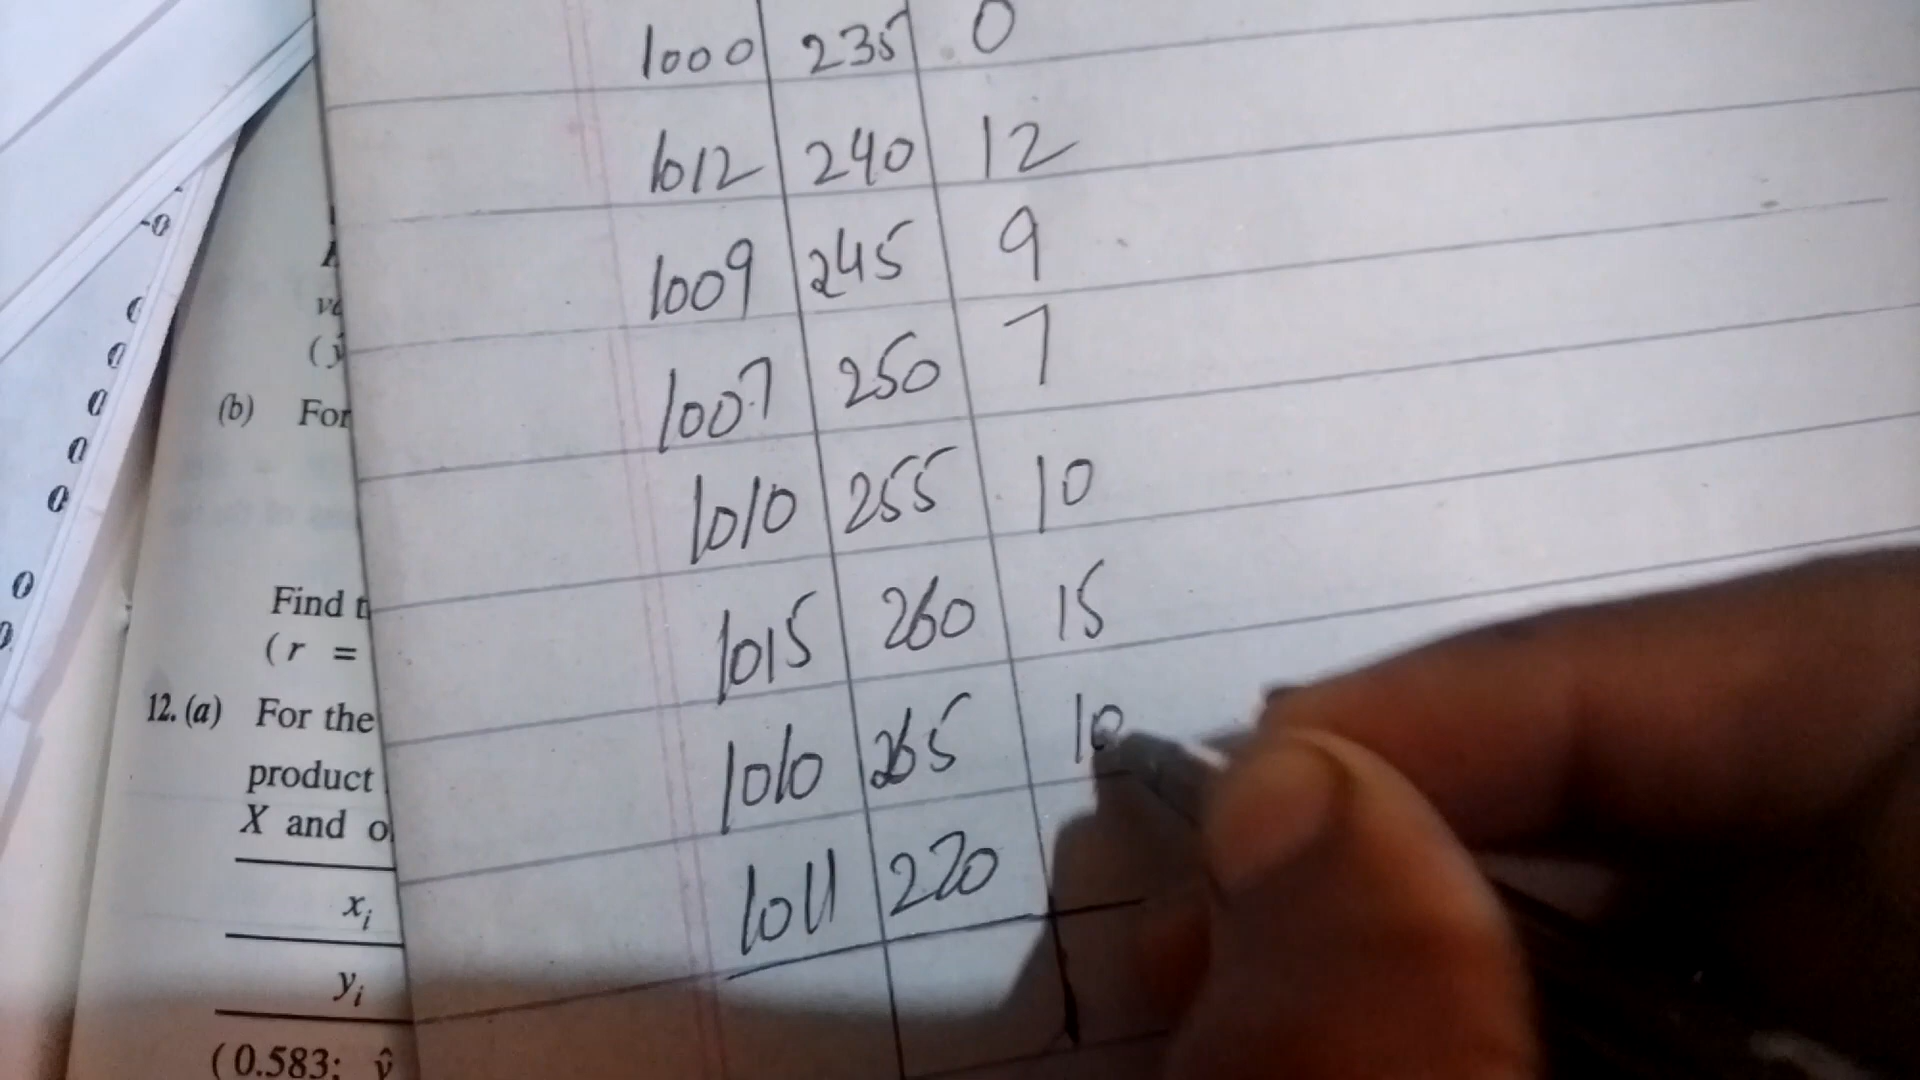 1000 235 0
1012 240 12
1009 245 9
1007 250 7
1010 255 10
1015 260 15
1010 265 10
1011 270
(b) For
Find t
(r =
12. (a) For the
product
X and o
xi
yi
(0.583; ŷ